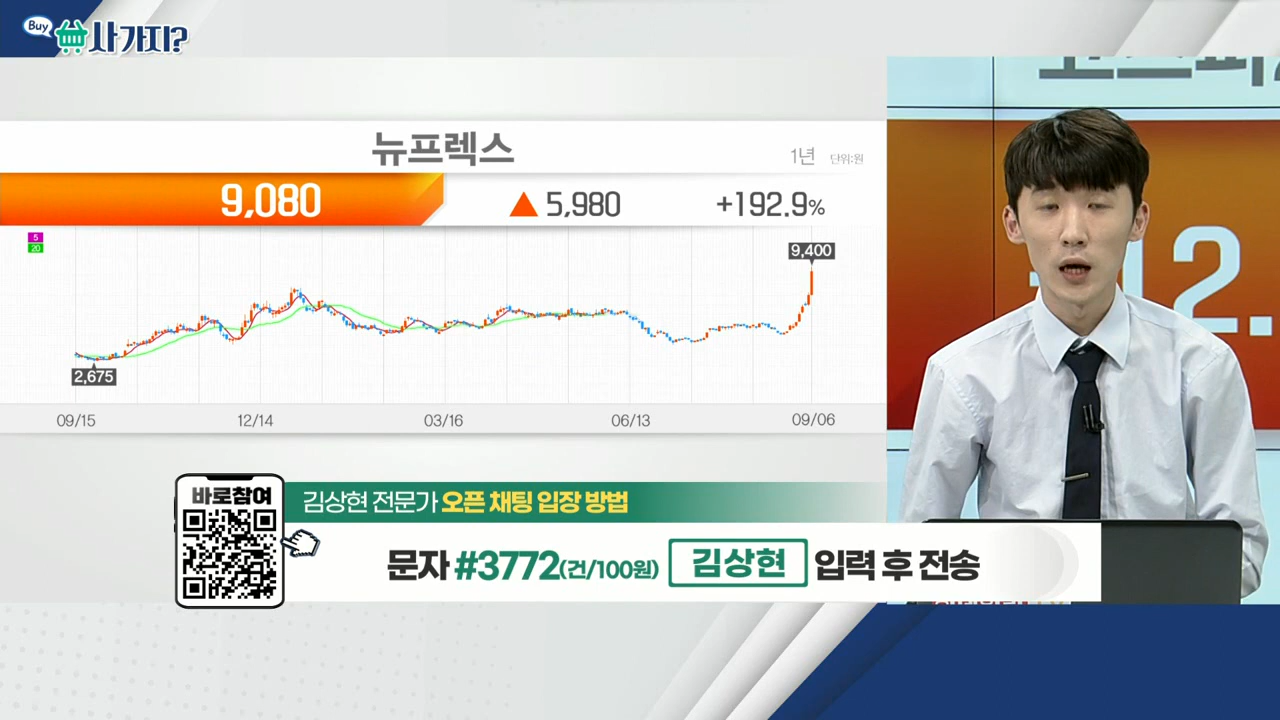 Buy
사가지?
뉴프렉스
1년 단위:원
9,080 ▲ 5,980 +192.9%
5
20
9,400
2,675
09/15 12/14 03/16 06/13 09/06
12.
바로참여
김상현 전문가 오픈 채팅 입장 방법
문자 #3772(건/100원) 김상현 입력 후 전송